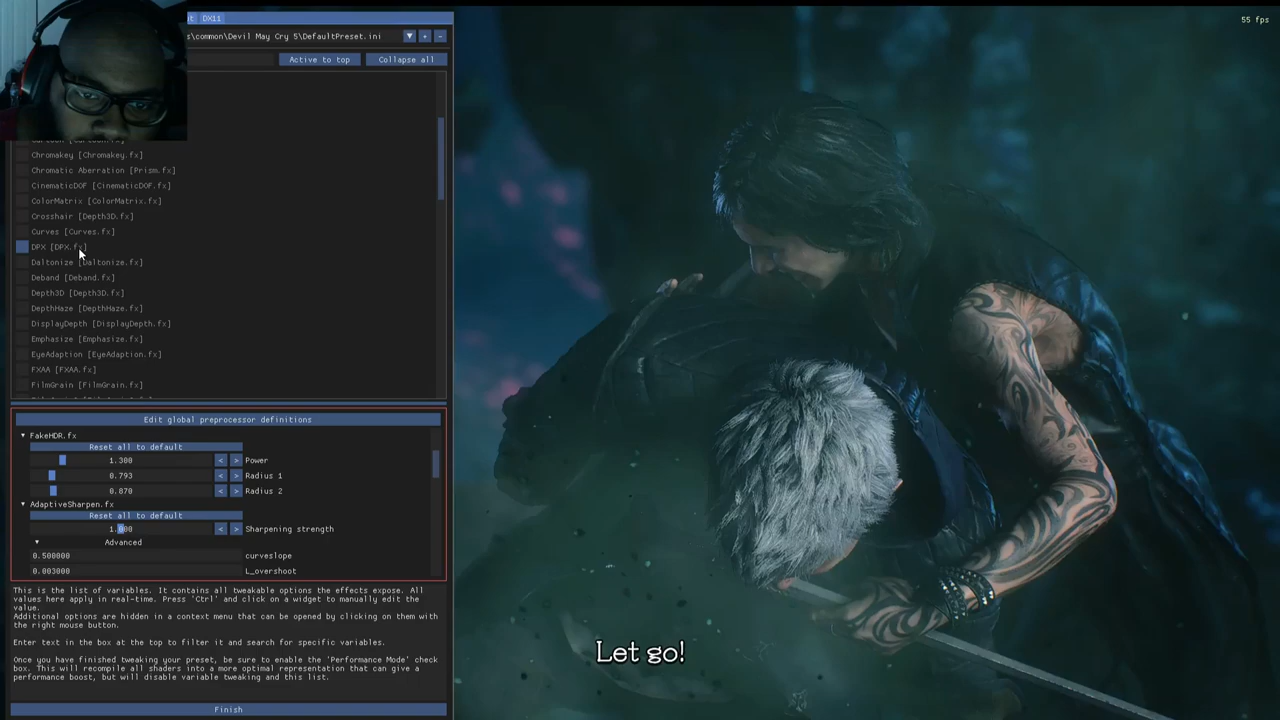 DX11
55 fps
s\common\Devil May Cry 5\DefaultPreset.ini
+
-
Active to top
Collapse all
Chromakey [Chromakey.fx]
Chromatic Aberration [Prism.fx]
CinematicDOF [CinematicDOF.fx]
ColorMatrix [ColorMatrix.fx]
Crosshair [Depth3D.fx]
Curves [Curves.fx]
DPX [DPX.fx]
Daltonize [Daltonize.fx]
Deband [Deband.fx]
Depth3D [Depth3D.fx]
DepthHaze [DepthHaze.fx]
DisplayDepth [DisplayDepth.fx]
Emphasize [Emphasize.fx]
EyeAdaption [EyeAdaption.fx]
FXAA [FXAA.fx]
FilmGrain [FilmGrain.fx]
Edit global preprocessor definitions
FakeHDR.fx
Reset all to default
1.300 < > Power
0.793 < > Radius 1
0.870 < > Radius 2
AdaptiveSharpen.fx
Reset all to default
1.000 < > Sharpening strength
Advanced
0.500000 curveslope
0.003000 L_overshoot
This is the list of variables. It contains all tweakable options the effects expose. All
values here apply in real-time. Press 'Ctrl' and click on a widget to manually edit the
value.
Additional options are hidden in a context menu that can be opened by clicking on them with
the right mouse button.
Enter text in the box at the top to filter it and search for specific variables.
Once you have finished tweaking your preset, be sure to enable the 'Performance Mode' check
box. This will recompile all shaders into a more optimal representation that can give a
performance boost, but will disable variable tweaking and this list.
Finish
Let go!